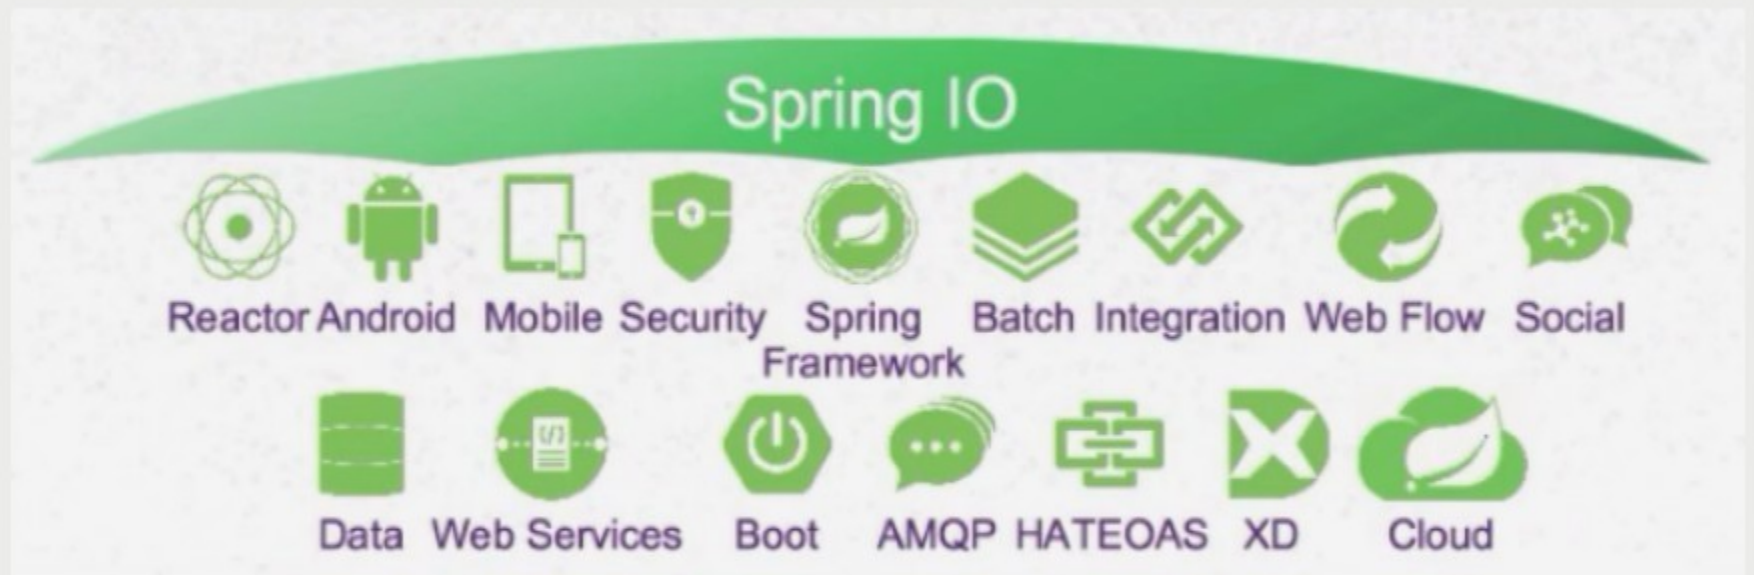 Spring IO
Reactor Android Mobile Security Spring Framework Batch Integration Web Flow Social
Data Web Services Boot AMQP HATEOAS XD Cloud